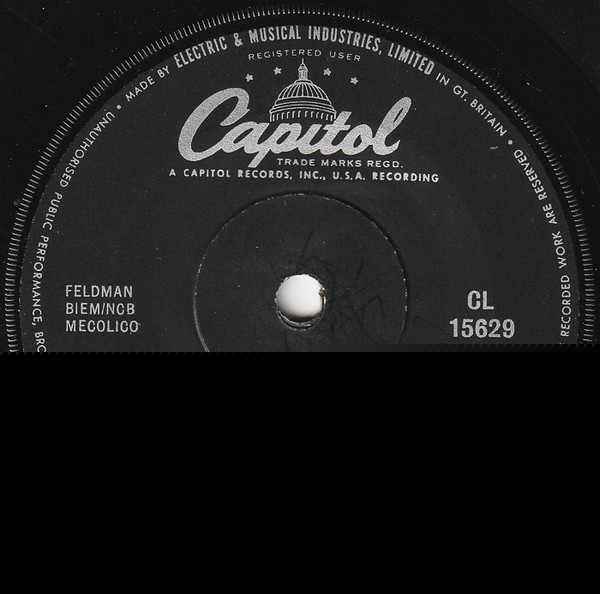 UNAUTHORISED PUBLIC PERFORMANCE, BRO
• MADE BY ELECTRIC & MUSICAL INDUSTRIES, LIMITED IN GT. BRITAIN •
RECORDED WORK ARE RESERVED •
REGISTERED USER
Capitol
TRADE MARKS REGD.
A CAPITOL RECORDS, INC., U.S.A. RECORDING
FELDMAN
BIEM/NCB
MECOLICO
CL
15629